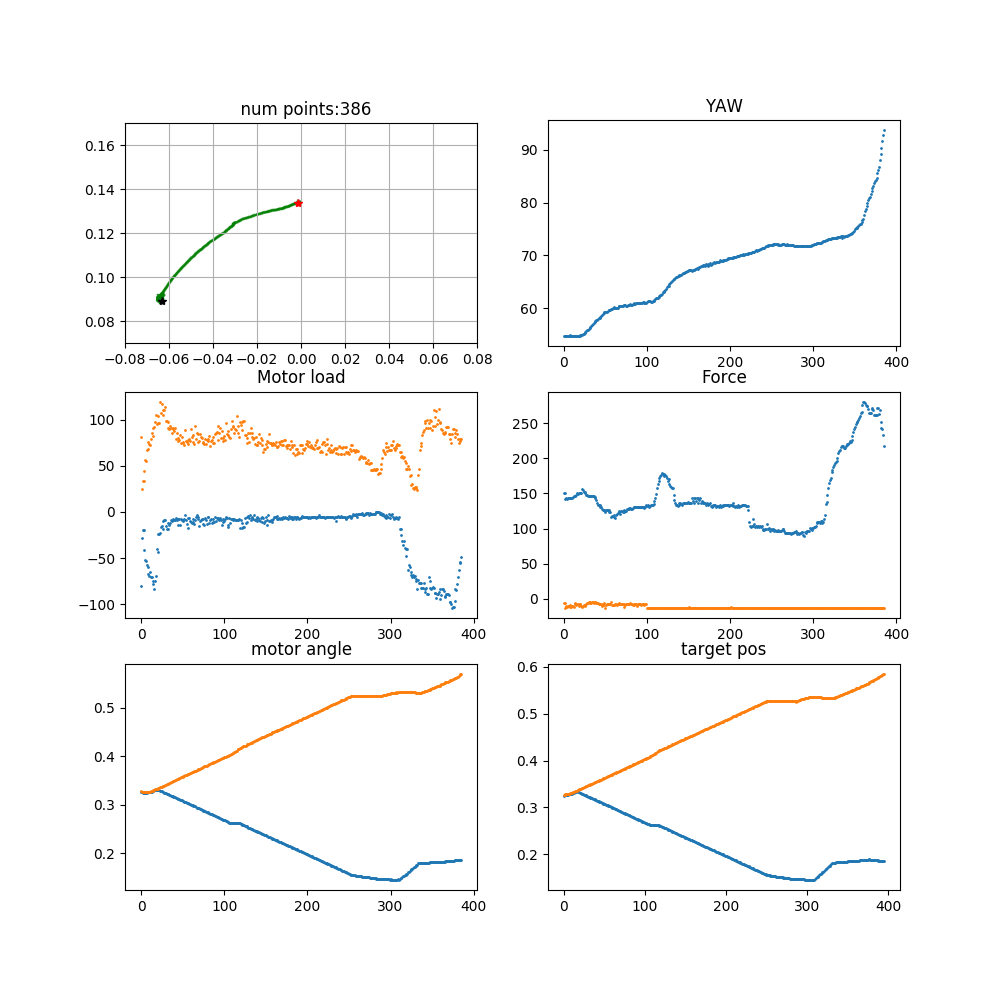 num points:386
YAW
0.16
0.14
0.12
0.10
0.08
−0.08 −0.06 −0.04 −0.02 0.00 0.02 0.04 0.06 0.08
90
80
70
60
0 100 200 300 400
Motor load
Force
100
50
0
−50
−100
0 100 200 300 400
250
200
150
100
50
0
0 100 200 300 400
motor angle
target pos
0.5
0.4
0.3
0.2
0 100 200 300 400
0.6
0.5
0.4
0.3
0.2
0 100 200 300 400